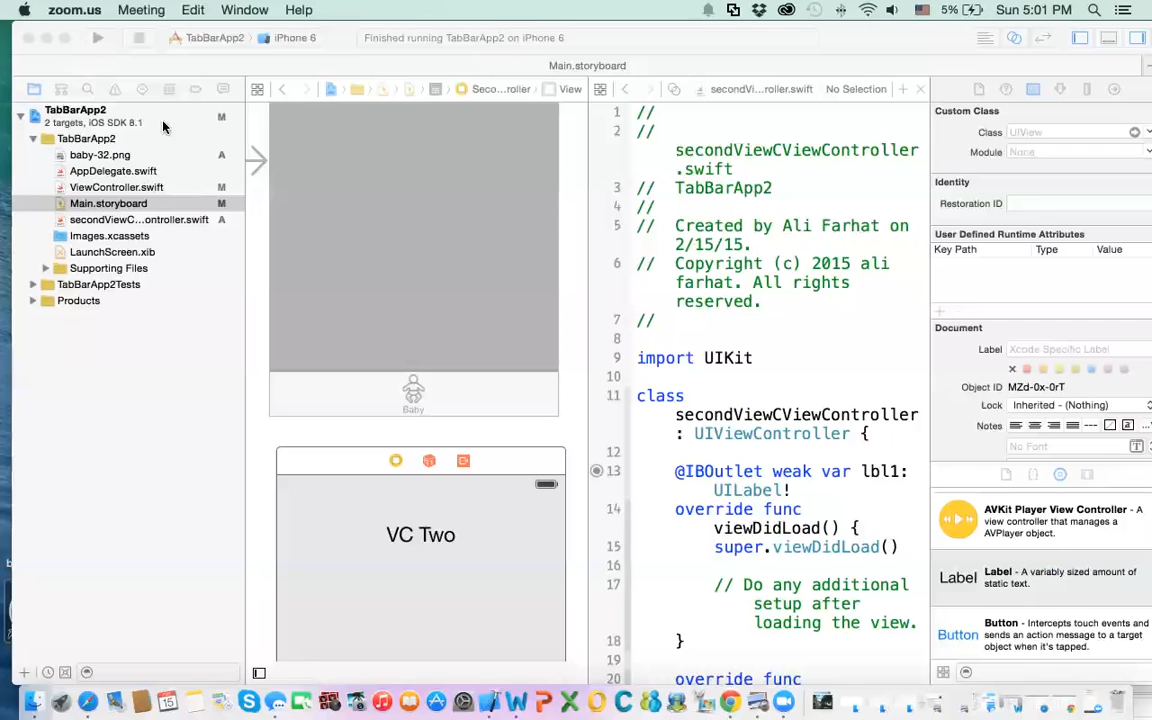 zoom.us Meeting Edit Window Help 5% Sun 5:01 PM
TabBarApp2 iPhone 6 Finished running TabBarApp2 on iPhone 6
Main.storyboard
Seco...roller View secondViewC...ontroller.swift No Selection
TabBarApp2 M
2 targets, iOS SDK 8.1
TabBarApp2
baby-32.png A
AppDelegate.swift
ViewController.swift M
Main.storyboard M
secondViewC...ontroller.swift A
Images.xcassets
LaunchScreen.xib
Supporting Files
TabBarApp2Tests
Products
Baby
VC Two
1 //
2 //
secondViewCViewController
.swift
3 // TabBarApp2
4 //
5 // Created by Ali Farhat on
2/15/15.
6 // Copyright (c) 2015 ali
farhat. All rights
reserved.
7 //
8
9 import UIKit
10
11 class
secondViewCViewController
: UIViewController {
12
13 @IBOutlet weak var lbl1:
UILabel!
14 override func
viewDidLoad() {
15 super.viewDidLoad()
16
17 // Do any additional
setup after
loading the view.
18 }
19
20 override func
Custom Class
Class UIView
Module None
Identity
Restoration ID
User Defined Runtime Attributes
Key Path Type Value
Document
Label Xcode Specific Label
Object ID MZd-0x-0rT
Lock Inherited - (Nothing)
Notes
No Font
AVKit Player View Controller - A
view controller that manages a
AVPlayer object.
Label Label - A variably sized amount of
static text.
Button Button - Intercepts touch events and
sends an action message to a target
object when it's tapped.